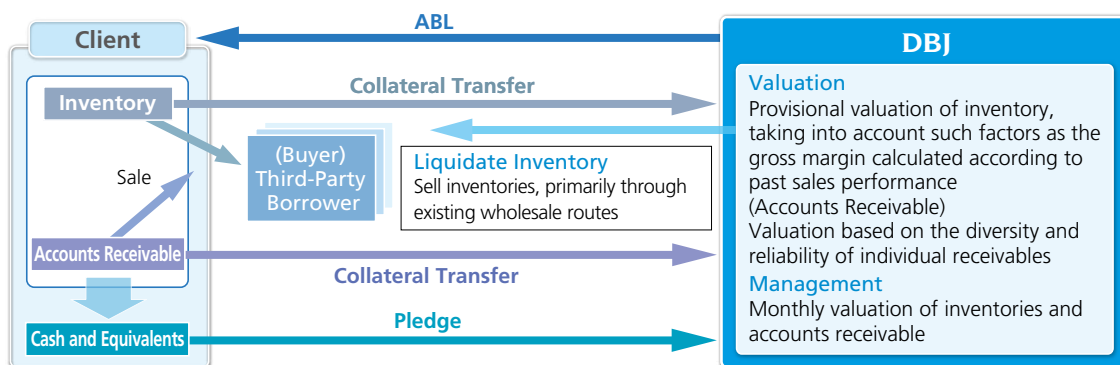 ABL
Client
DBJ
Inventory
Collateral Transfer
Sale
(Buyer)
Third-Party
Borrower
Liquidate Inventory
Sell inventories, primarily through
existing wholesale routes
Accounts Receivable
Collateral Transfer
Cash and Equivalents
Pledge
Valuation
Provisional valuation of inventory,
taking into account such factors as the
gross margin calculated according to
past sales performance
(Accounts Receivable)
Valuation based on the diversity and
reliability of individual receivables
Management
Monthly valuation of inventories and
accounts receivable